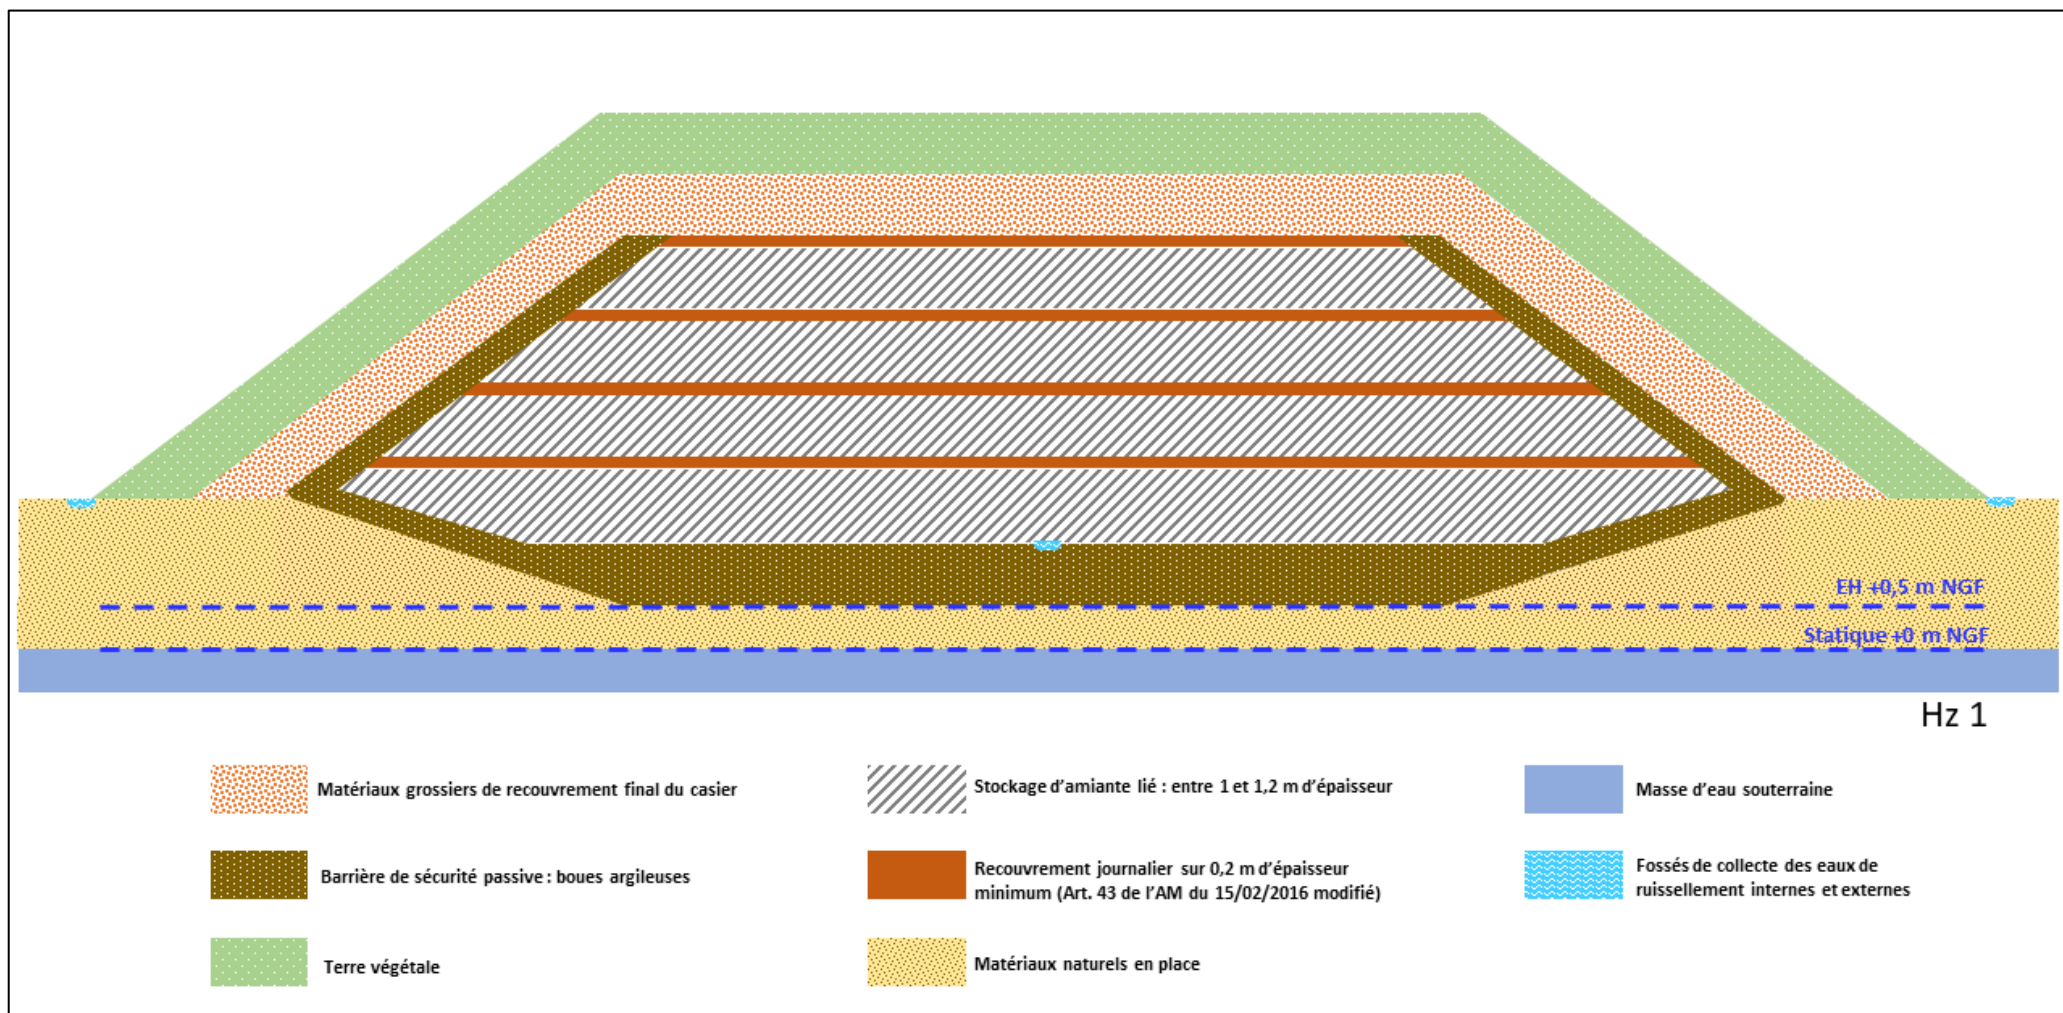 EH +0,5 m NGF
Statique +0 m NGF
Hz 1
Matériaux grossiers de recouvrement final du casier
Stockage d'amiante lié : entre 1 et 1,2 m d'épaisseur
Masse d'eau souterraine
Barrière de sécurité passive : boues argileuses
Recouvrement journalier sur 0,2 m d'épaisseur
minimum (Art. 43 de l'AM du 15/02/2016 modifié)
Fossés de collecte des eaux de
ruissellement internes et externes
Terre végétale
Matériaux naturels en place